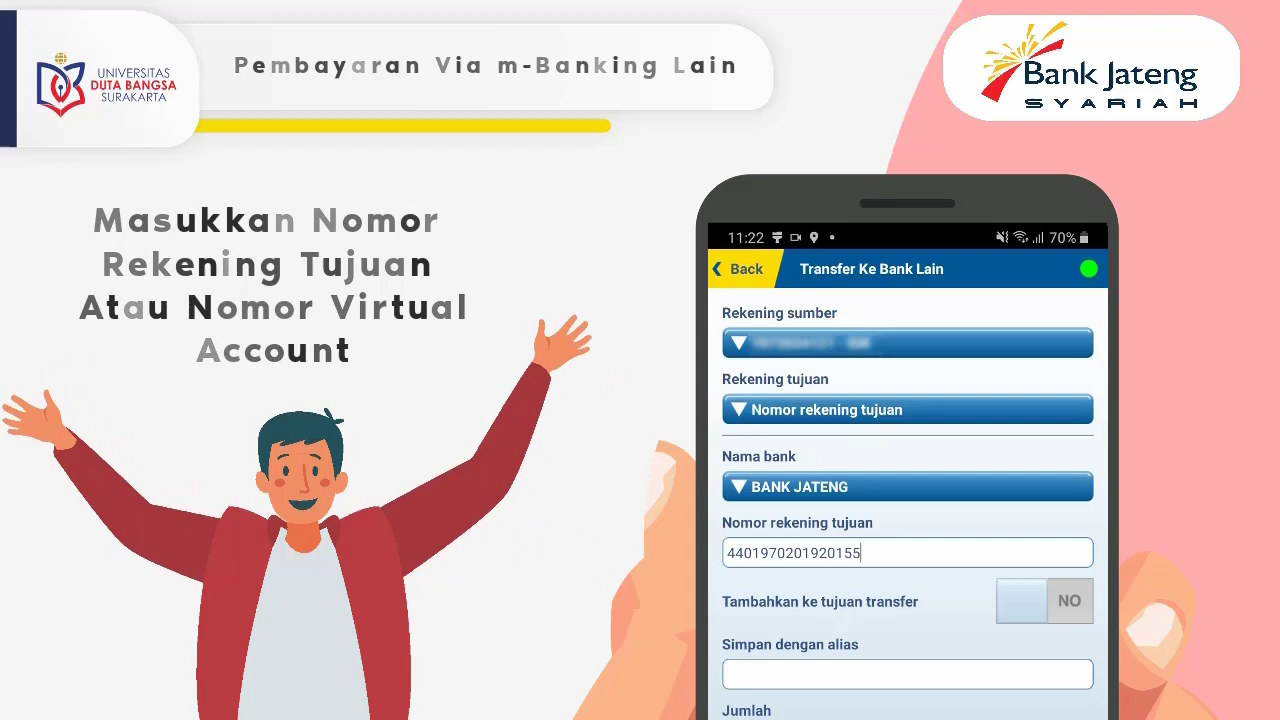 UNIVERSITAS
DUTA BANGSA
SURAKARTA
Pembayaran Via m-Banking Lain
Bank Jateng
SYARIAH
Masukkan Nomor
Rekening Tujuan
Atau Nomor Virtual
Account
11:22
70%
Back
Transfer Ke Bank Lain
Rekening sumber
Rekening tujuan
Nomor rekening tujuan
Nama bank
BANK JATENG
Nomor rekening tujuan
4401970201920155
Tambahkan ke tujuan transfer
NO
Simpan dengan alias
Jumlah